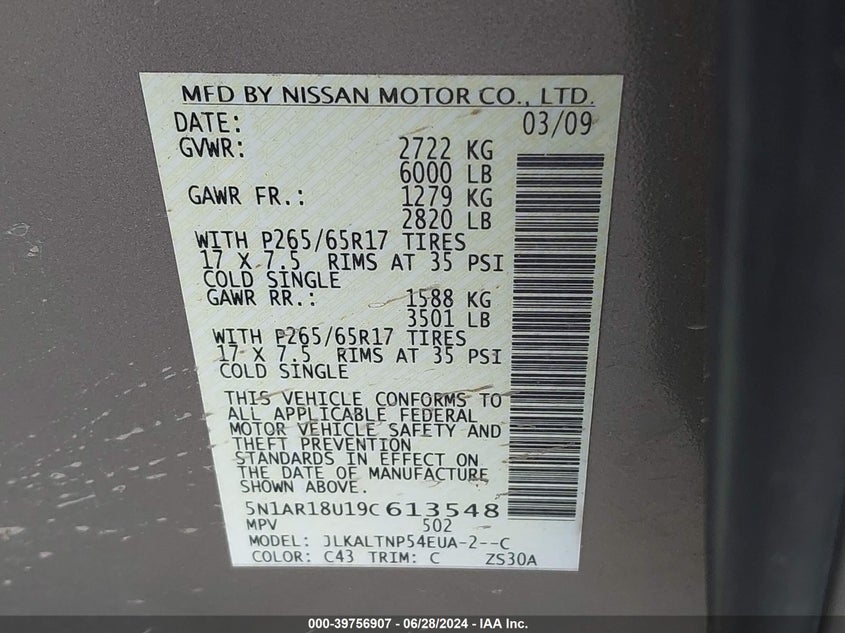 MFD BY NISSAN MOTOR CO., LTD.
DATE: 03/09
GVWR: 2722 KG
6000 LB
GAWR FR.: 1279 KG
2820 LB
WITH P265/65R17 TIRES
17 X 7.5 RIMS AT 35 PSI
COLD SINGLE
GAWR RR.: 1588 KG
3501 LB
WITH P265/65R17 TIRES
17 X 7.5 RIMS AT 35 PSI
COLD SINGLE
THIS VEHICLE CONFORMS TO
ALL APPLICABLE FEDERAL
MOTOR VEHICLE SAFETY AND
THEFT PREVENTION
STANDARDS IN EFFECT ON
THE DATE OF MANUFACTURE
SHOWN ABOVE.
5N1AR18U19C613548
MPV 502
MODEL: JLKALTNP54EUA-2--C
COLOR: C43 TRIM: C ZS30A
000-39756907 - 06/28/2024 - IAA Inc.